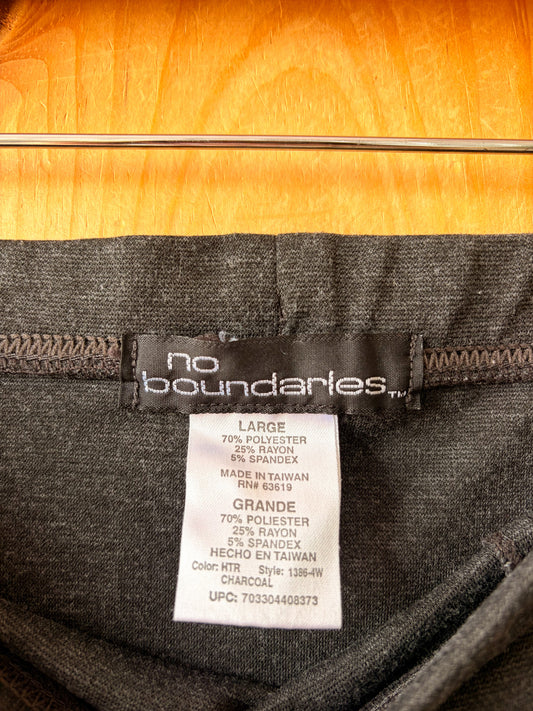 no
boundaries™
LARGE
70% POLYESTER
25% RAYON
5% SPANDEX
MADE IN TAIWAN
RN# 63619
GRANDE
70% POLIESTER
25% RAYON
5% SPANDEX
HECHO EN TAIWAN
Color: HTR Style: 1386-4W
CHARCOAL
UPC: 703304408373